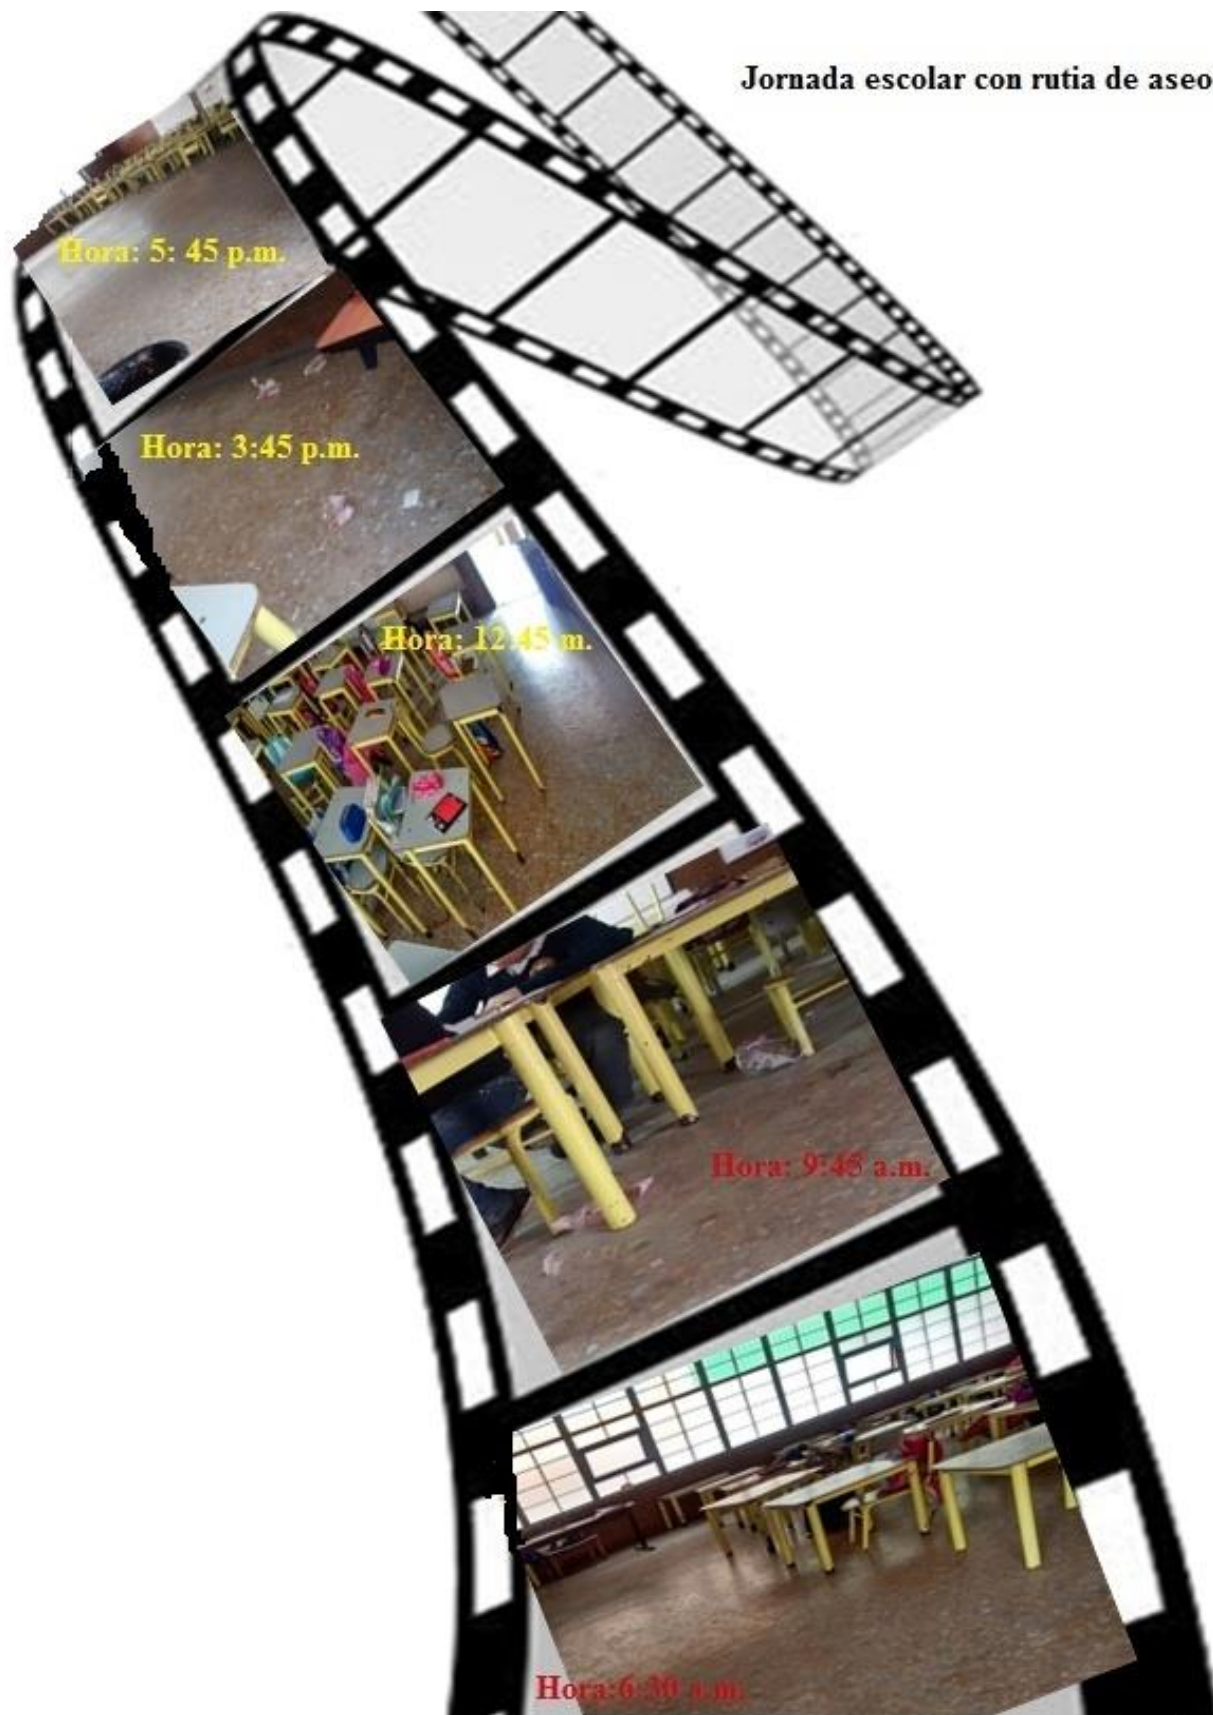 Jornada escolar con rutia de aseo
Hora: 5: 45 p.m.
Hora: 3:45 p.m.
Hora: 12:45 m.
Hora: 9:45 a.m.
Hora:6:30 a.m.